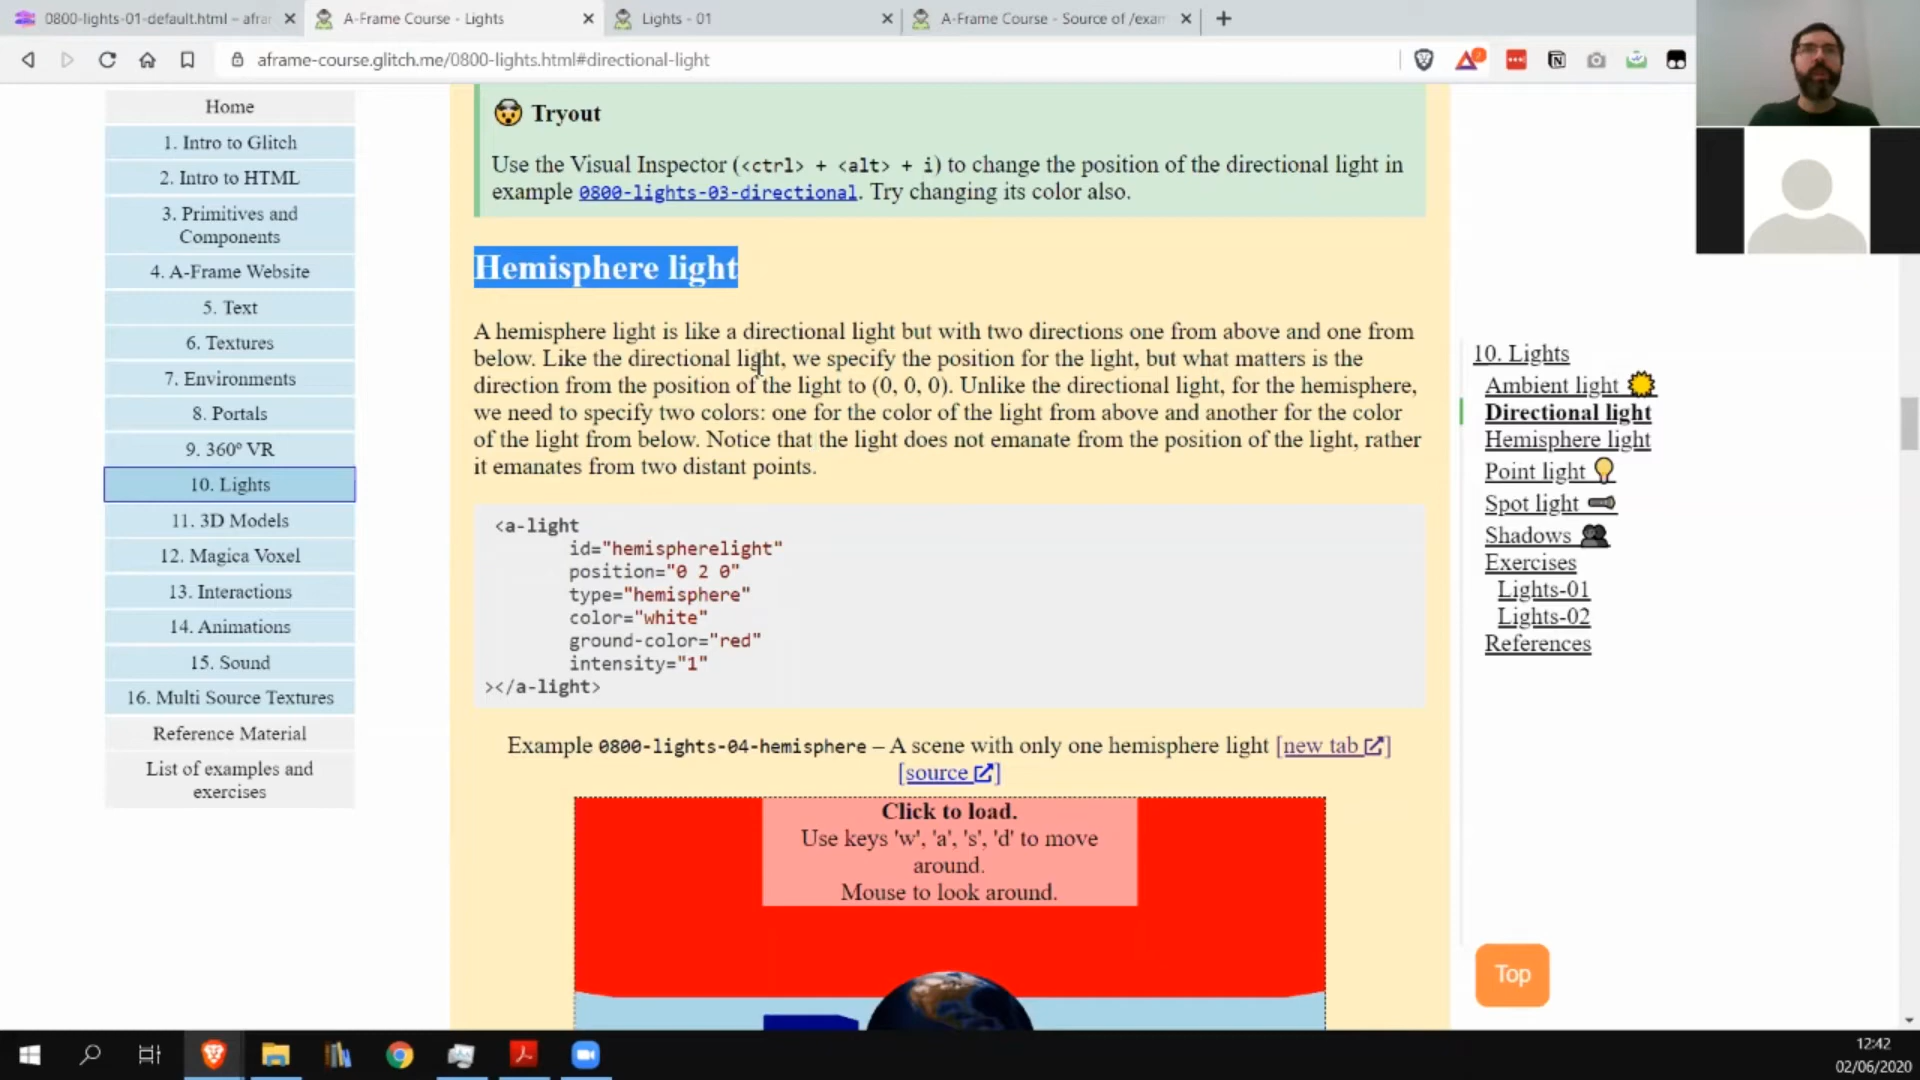 0800-lights-01-default.html – afra
A-Frame Course - Lights
Lights - 01
A-Frame Course - Source of /exam
aframe-course.glitch.me/0800-lights.html#directional-light
Home
1. Intro to Glitch
2. Intro to HTML
3. Primitives and
Components
4. A-Frame Website
5. Text
6. Textures
7. Environments
8. Portals
9. 360º VR
10. Lights
11. 3D Models
12. Magica Voxel
13. Interactions
14. Animations
15. Sound
16. Multi Source Textures
Reference Material
List of examples and
exercises
Tryout
Use the Visual Inspector (<ctrl> + <alt> + i) to change the position of the directional light in
example 0800-lights-03-directional. Try changing its color also.
Hemisphere light
A hemisphere light is like a directional light but with two directions one from above and one from
below. Like the directional light, we specify the position for the light, but what matters is the
direction from the position of the light to (0, 0, 0). Unlike the directional light, for the hemisphere,
we need to specify two colors: one for the color of the light from above and another for the color
of the light from below. Notice that the light does not emanate from the position of the light, rather
it emanates from two distant points.
<a-light
id="hemispherelight"
position="0 2 0"
type="hemisphere"
color="white"
ground-color="red"
intensity="1"
></a-light>
Example 0800-lights-04-hemisphere – A scene with only one hemisphere light [new tab]
[source]
Click to load.
Use keys 'w', 'a', 's', 'd' to move
around.
Mouse to look around.
10. Lights
Ambient light
Directional light
Hemisphere light
Point light
Spot light
Shadows
Exercises
Lights-01
Lights-02
References
Top
12:42
02/06/2020